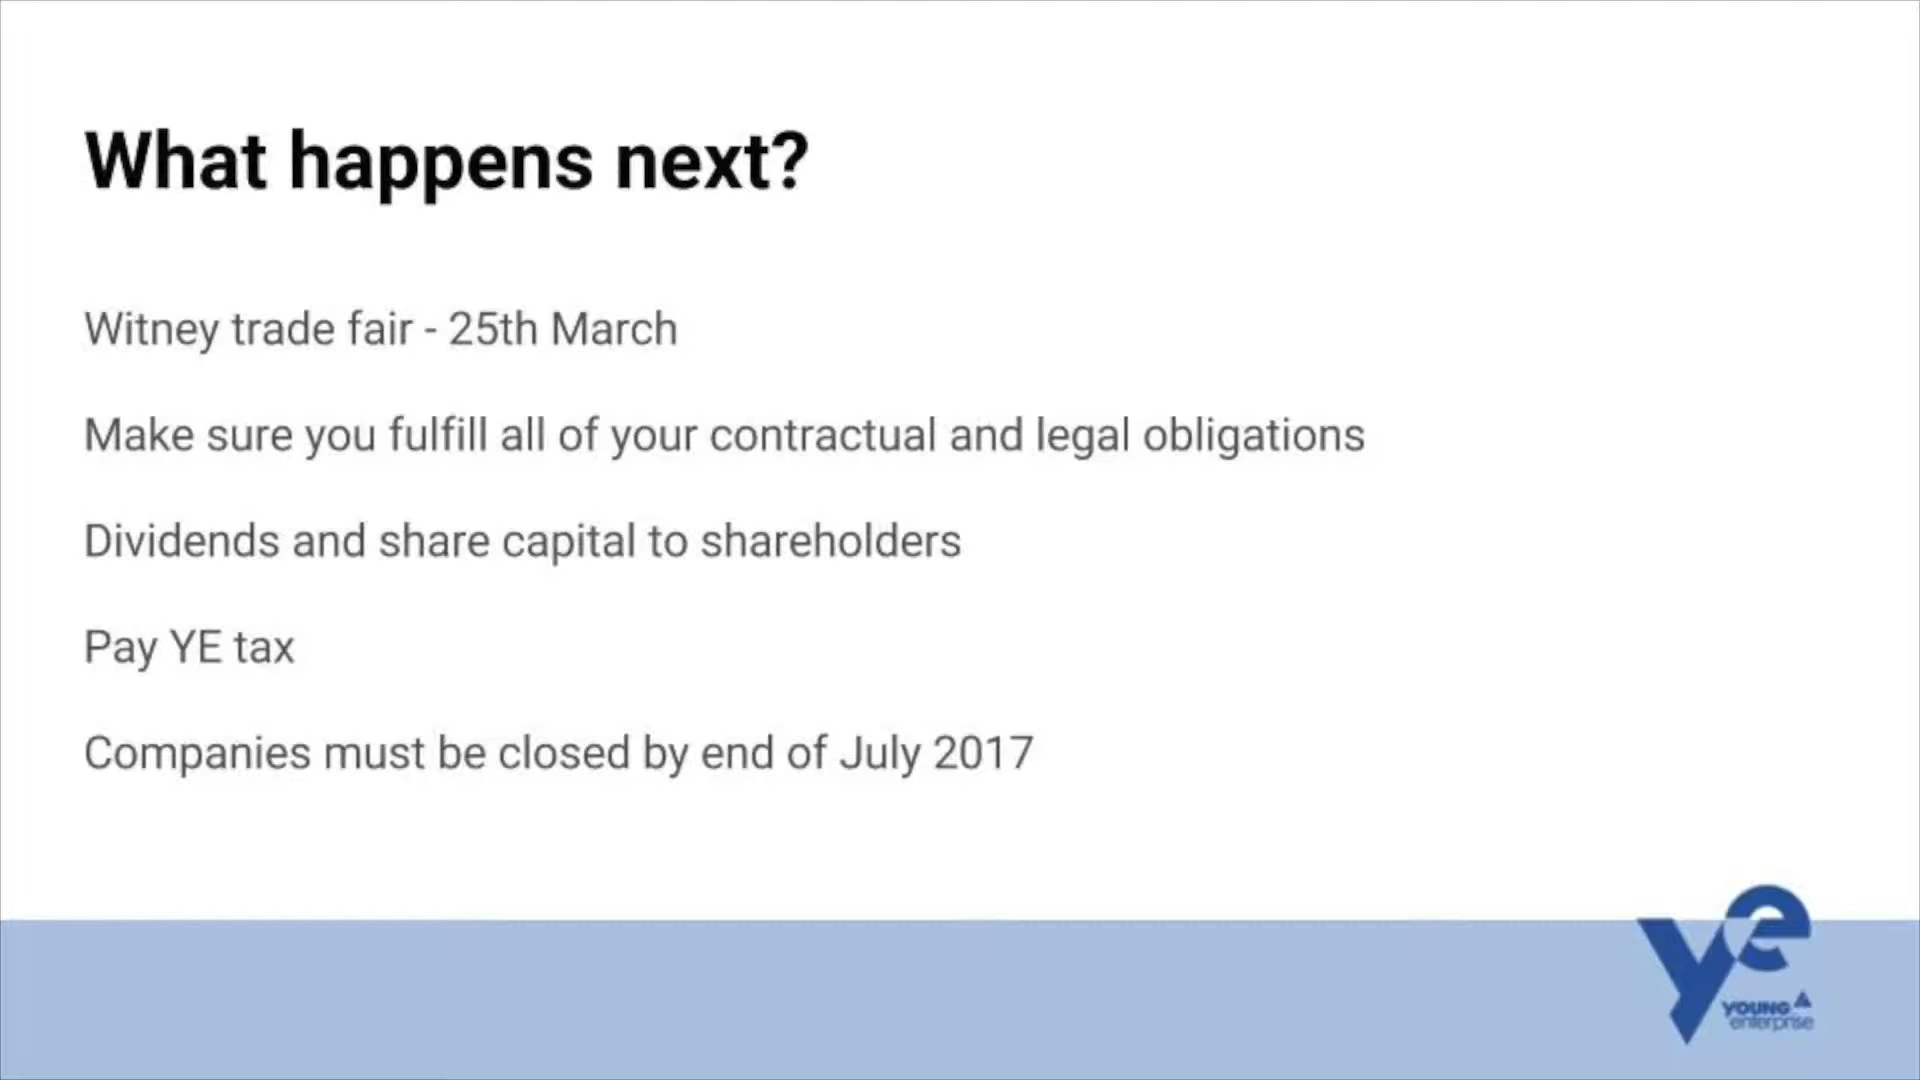 What happens next?
Witney trade fair - 25th March
Make sure you fulfill all of your contractual and legal obligations
Dividends and share capital to shareholders
Pay YE tax
Companies must be closed by end of July 2017
ye
YOUNG
enterprise